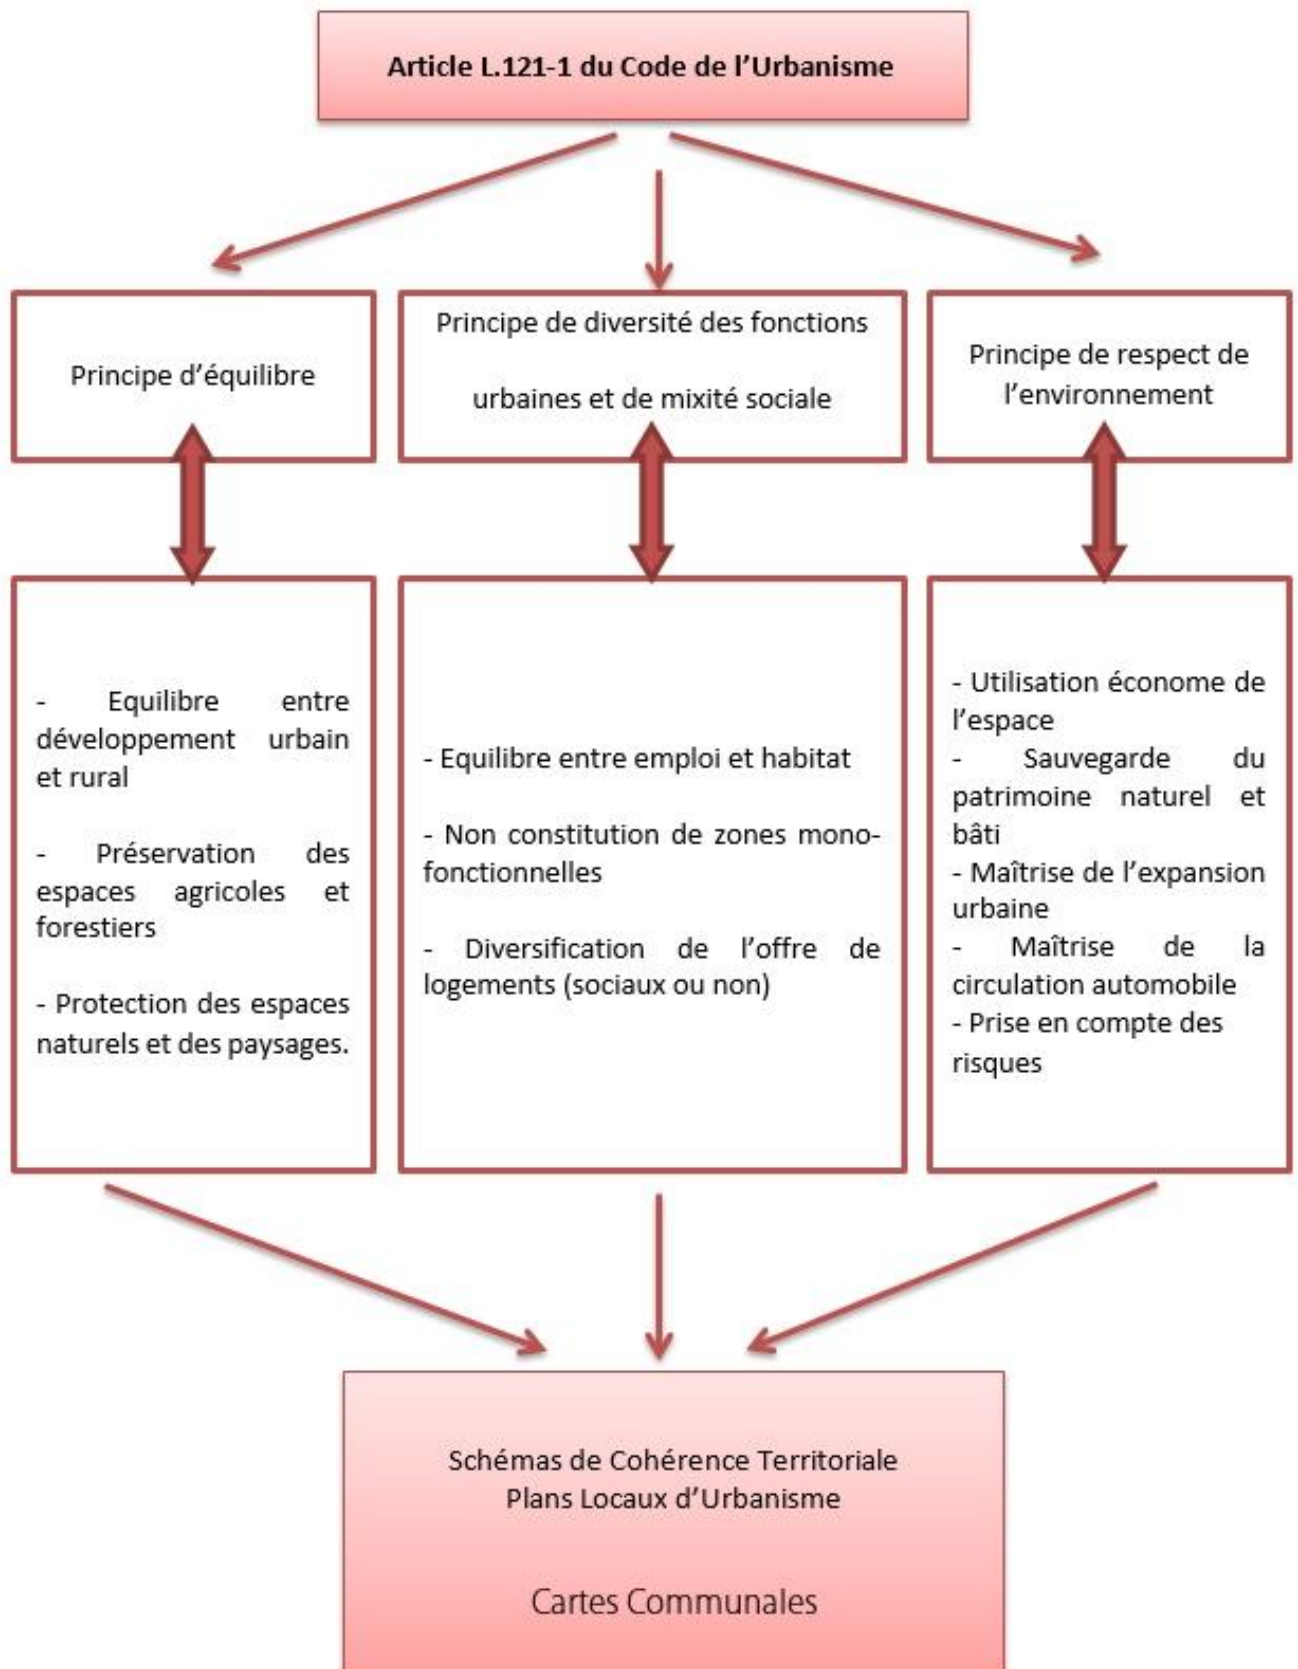 Article L.121-1 du Code de l’Urbanisme
Principe d’équilibre
Principe de diversité des fonctions
urbaines et de mixité sociale
Principe de respect de
l’environnement
- Equilibre entre
développement urbain
et rural
- Préservation des
espaces agricoles et
forestiers
- Protection des espaces
naturels et des paysages.
- Equilibre entre emploi et habitat
- Non constitution de zones mono-
fonctionnelles
- Diversification de l’offre de
logements (sociaux ou non)
- Utilisation économe de
l’espace
- Sauvegarde du
patrimoine naturel et
bâti
- Maîtrise de l’expansion
urbaine
- Maîtrise de la
circulation automobile
- Prise en compte des
risques
Schémas de Cohérence Territoriale
Plans Locaux d’Urbanisme
Cartes Communales